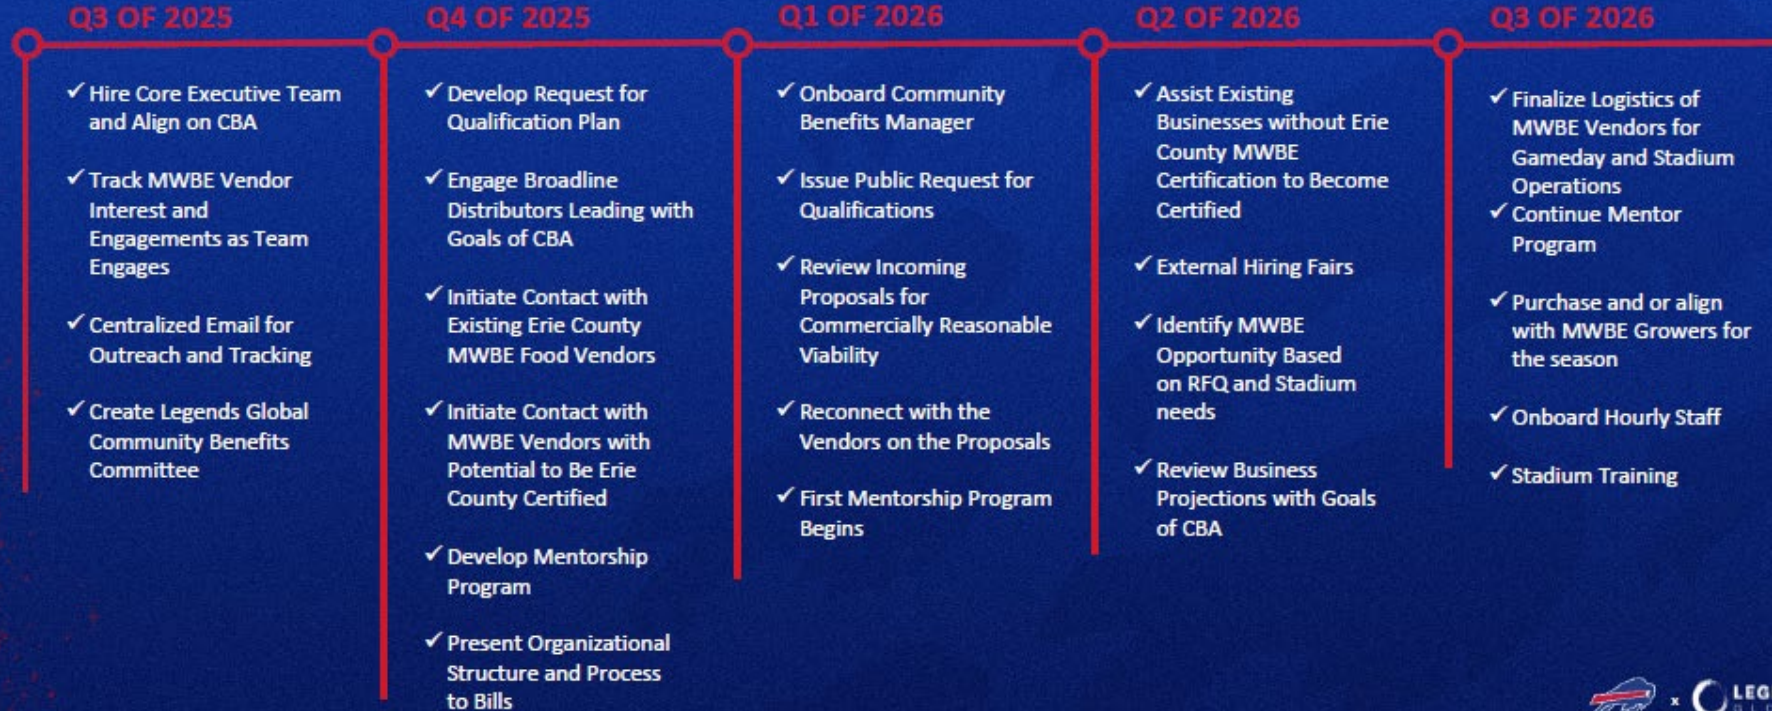 Q3 OF 2025
✓ Hire Core Executive Team
and Align on CBA
✓ Track MWBE Vendor
Interest and
Engagements as Team
Engages
✓ Centralized Email for
Outreach and Tracking
✓ Create Legends Global
Community Benefits
Committee
Q4 OF 2025
✓ Develop Request for
Qualification Plan
✓ Engage Broadline
Distributors Leading with
Goals of CBA
✓ Initiate Contact with
Existing Erie County
MWBE Food Vendors
✓ Initiate Contact with
MWBE Vendors with
Potential to Be Erie
County Certified
✓ Develop Mentorship
Program
✓ Present Organizational
Structure and Process
to Bills
Q1 OF 2026
✓ Onboard Community
Benefits Manager
✓ Issue Public Request for
Qualifications
✓ Review Incoming
Proposals for
Commercially Reasonable
Viability
✓ Reconnect with the
Vendors on the Proposals
✓ First Mentorship Program
Begins
Q2 OF 2026
✓ Assist Existing
Businesses without Erie
County MWBE
Certification to Become
Certified
✓ External Hiring Fairs
✓ Identify MWBE
Opportunity Based
on RFQ and Stadium
needs
✓ Review Business
Projections with Goals
of CBA
Q3 OF 2026
✓ Finalize Logistics of
MWBE Vendors for
Gameday and Stadium
Operations
✓ Continue Mentor
Program
✓ Purchase and or align
with MWBE Growers for
the season
✓ Onboard Hourly Staff
✓ Stadium Training
x LEG